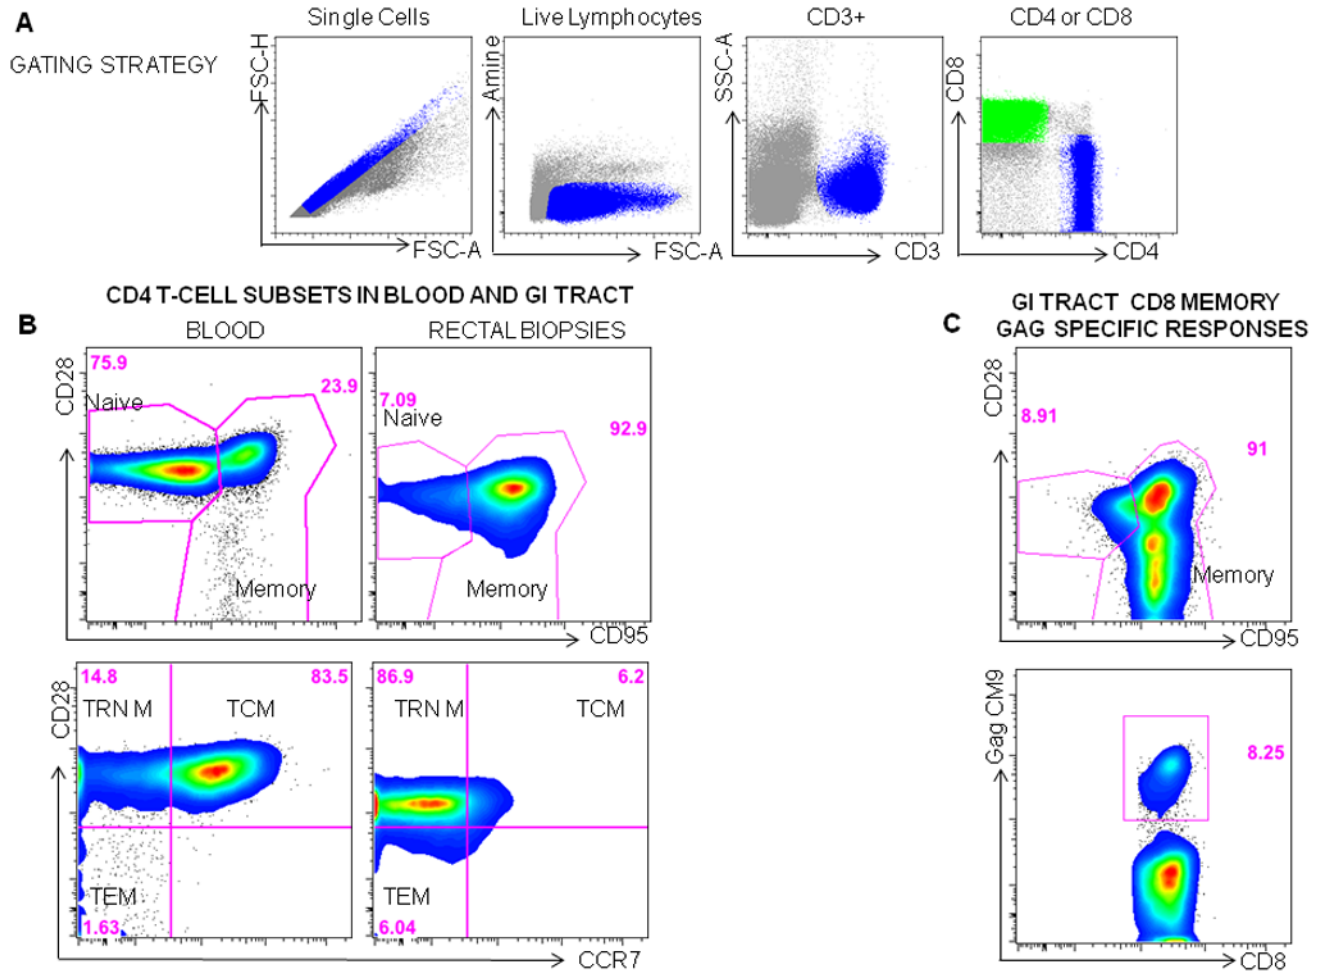 A
GATING STRATEGY
Single Cells
Live Lymphocytes
CD3+
CD4 or CD8
FSC-H
FSC-A
Amine
FSC-A
SSC-A
CD3
CD8
CD4
CD4 T-CELL SUBSETS IN BLOOD AND GI TRACT
B
BLOOD
RECTAL BIOPSIES
CD28
75.9
Naive
23.9
Memory
7.09
Naive
92.9
Memory
CD95
CD28
14.8
83.5
TRN M
TCM
TEM
1.63
86.9
6.2
TRN M
TCM
TEM
6.04
CCR7
C
GI TRACT CD8 MEMORY
GAG SPECIFIC RESPONSES
CD28
8.91
91
Memory
CD95
Gag CM9
8.25
CD8